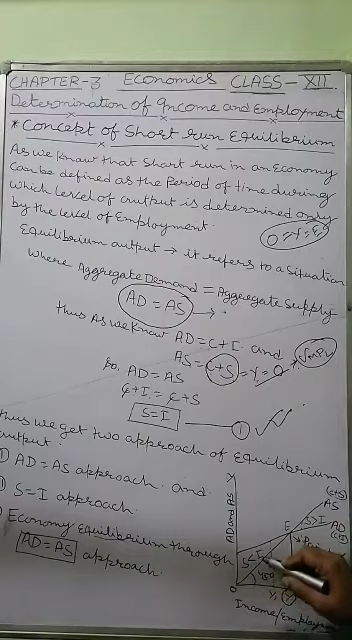 CHAPTER-3 Economics CLASS-XII
Determination of Income and Employment
* Concept of Short run Equilibrium
As we know that Short run in an Economy
Can be defined as the Period of time during
which level of output is determined only
by the level of Employment.
Equilibrium output → it refers to a situation
where Aggregate Demand = Aggregate Supply
AD = AS →
thus As we know AD = C+I and
AS = C+S = Y = O
So, AD = AS
C+I = C+S
S=I ①
thus we get two approach of Equilibrium
output.
① AD=AS approach and
S=I approach.
Economy Equilibrium through
AD=AS approach.
Y
AD and AS
(C+S)
AS
S>I
AD
(C+I)
E
S<I
45°
O
Y₁
Income/Employment